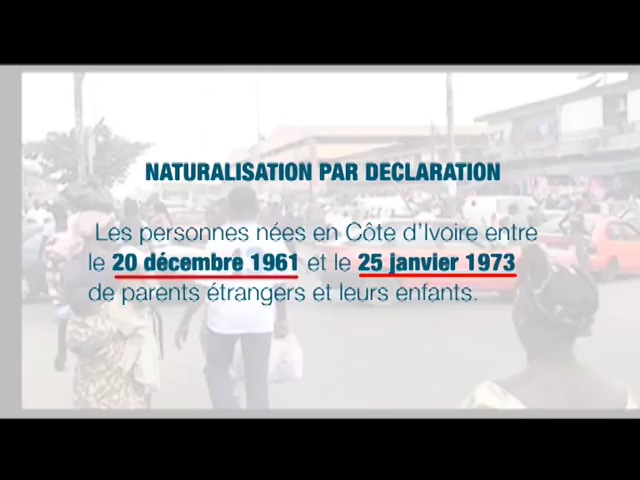 NATURALISATION PAR DECLARATION
Les personnes nées en Côte d'Ivoire entre
le 20 décembre 1961 et le 25 janvier 1973
de parents étrangers et leurs enfants.